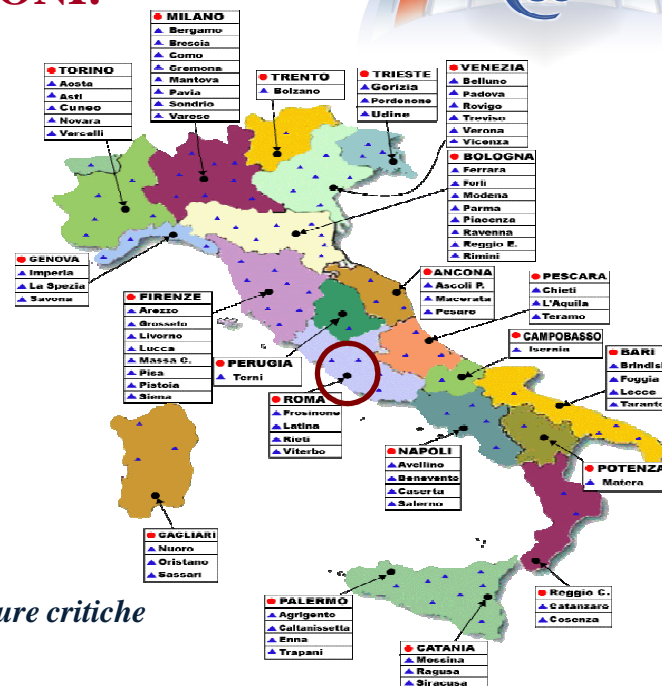 MILANO
Bergamo
Brescia
Como
Cremona
Mantova
Pavia
Sondrio
Varese
TORINO
Aosta
Asti
Cuneo
Novara
Vercelli
TRENTO
Bolzano
TRIESTE
Gorizia
Pordenone
Udine
VENEZIA
Belluno
Padova
Rovigo
Treviso
Verona
Vicenza
BOLOGNA
Ferrara
Forlì
Modena
Parma
Piacenza
Ravenna
Reggio E.
Rimini
GENOVA
Imperia
La Spezia
Savona
FIRENZE
Arezzo
Grosseto
Livorno
Lucca
Massa C.
Pisa
Pistoia
Siena
PERUGIA
Terni
ANCONA
Ascoli P.
Macerata
Pesaro
PESCARA
Chieti
L'Aquila
Teramo
CAMPOBASSO
Isernia
BARI
Brindisi
Foggia
Lecce
Taranto
ROMA
Frosinone
Latina
Rieti
Viterbo
NAPOLI
Avellino
Benevento
Caserta
Salerno
POTENZA
Matera
CAGLIARI
Nuoro
Oristano
Sassari
Reggio C.
Catanzaro
Cosenza
PALERMO
Agrigento
Caltanissetta
Enna
Trapani
CATANIA
Messina
Ragusa
Siracusa
ure critiche